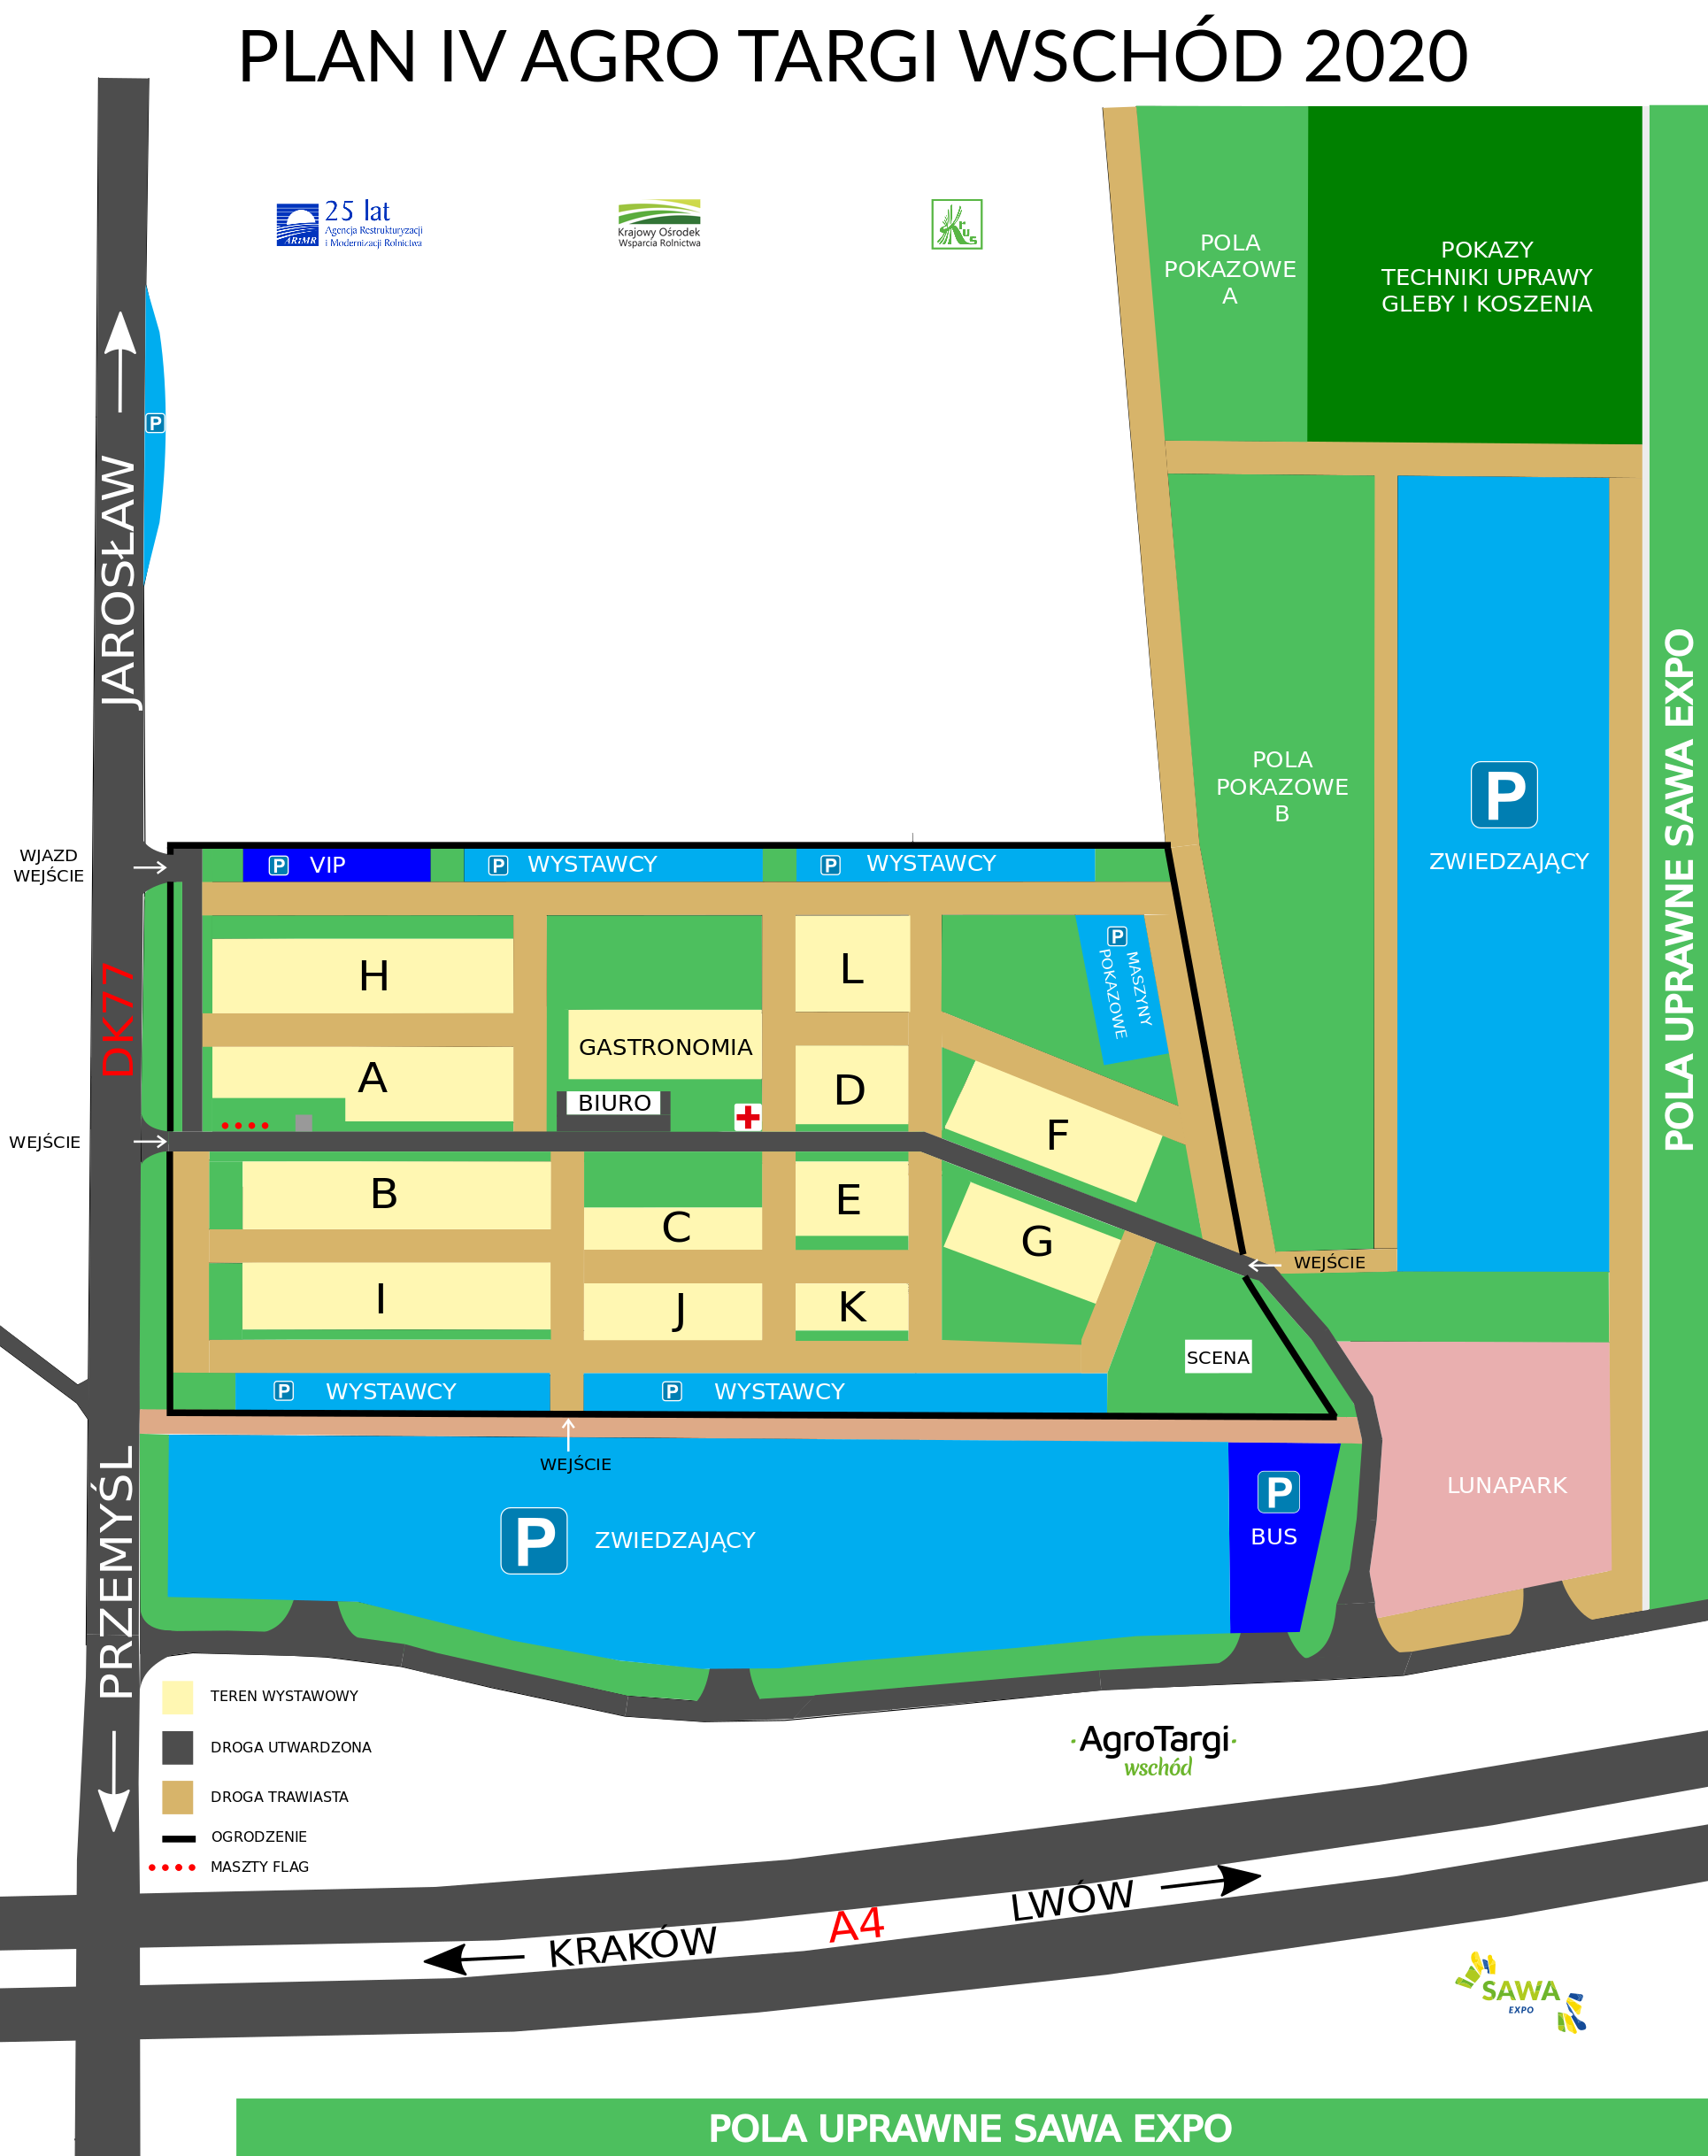 PLAN IV AGRO TARGI WSCHÓD 2020
25 lat
Agencja Restrukturyzacji
i Modernizacji Rolnictwa
ARiMR
Krajowy Ośrodek
Wsparcia Rolnictwa
Krus
POLA
POKAZOWE
A
POKAZY
TECHNIKI UPRAWY
GLEBY I KOSZENIA
P
JAROSŁAW
POLA
POKAZOWE
B
P
ZWIEDZAJĄCY
POLA UPRAWNE SAWA EXPO
WJAZD
WEJŚCIE
P VIP
P WYSTAWCY
P WYSTAWCY
DK77
H
L
P
MASZYNY
POKAZOWE
GASTRONOMIA
A
D
BIURO
F
WEJŚCIE
B
E
C
G
WEJŚCIE
I
J
K
SCENA
P WYSTAWCY
P WYSTAWCY
WEJŚCIE
PRZEMYŚL
P ZWIEDZAJĄCY
P
BUS
LUNAPARK
TEREN WYSTAWOWY
DROGA UTWARDZONA
DROGA TRAWIASTA
OGRODZENIE
MASZTY FLAG
AgroTargi
wschód
LWÓW
A4
KRAKÓW
SAWA
EXPO
POLA UPRAWNE SAWA EXPO